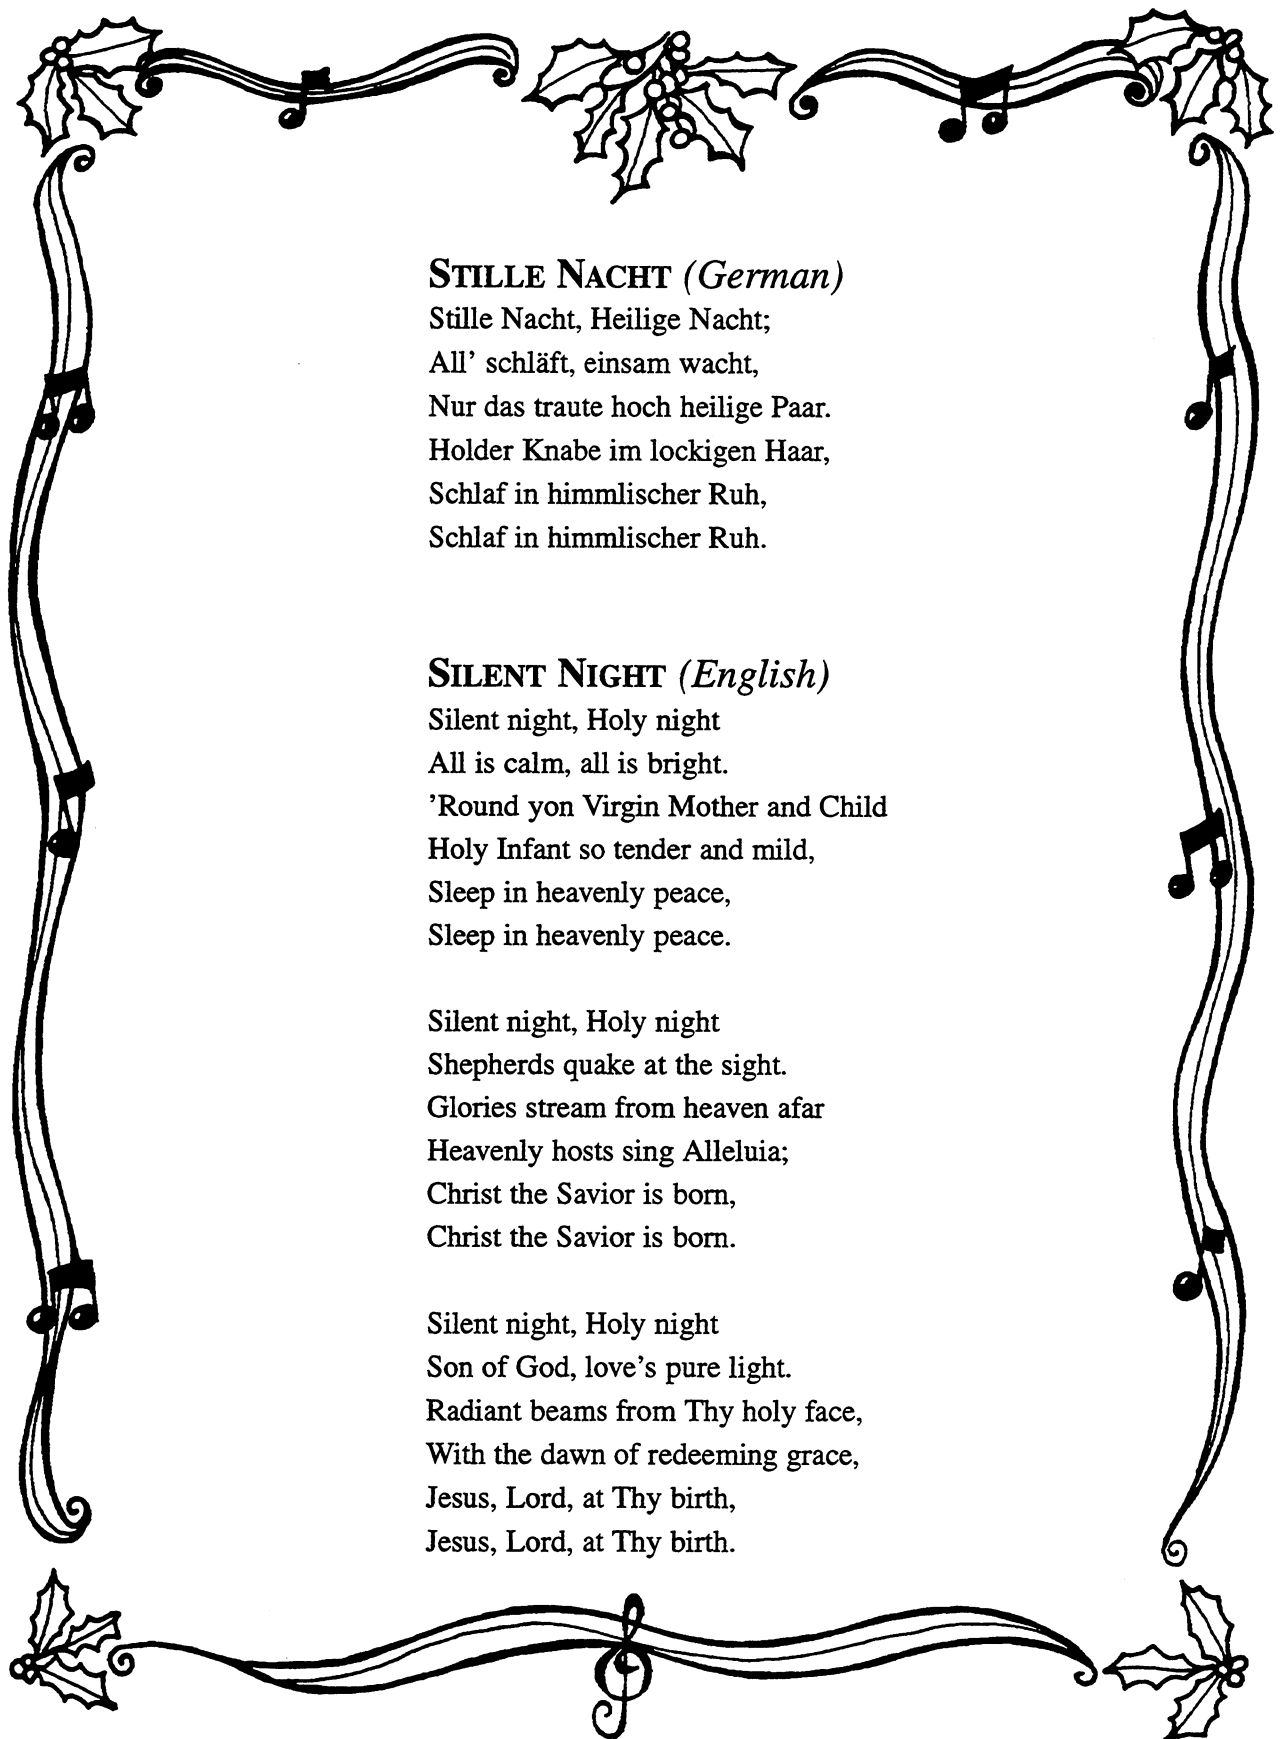 STILLE NACHT (German)
Stille Nacht, Heilige Nacht;
All’ schläft, einsam wacht,
Nur das traute hoch heilige Paar.
Holder Knabe im lockigen Haar,
Schlaf in himmlischer Ruh,
Schlaf in himmlischer Ruh.
SILENT NIGHT (English)
Silent night, Holy night
All is calm, all is bright.
’Round yon Virgin Mother and Child
Holy Infant so tender and mild,
Sleep in heavenly peace,
Sleep in heavenly peace.
Silent night, Holy night
Shepherds quake at the sight.
Glories stream from heaven afar
Heavenly hosts sing Alleluia;
Christ the Savior is born,
Christ the Savior is born.
Silent night, Holy night
Son of God, love’s pure light.
Radiant beams from Thy holy face,
With the dawn of redeeming grace,
Jesus, Lord, at Thy birth,
Jesus, Lord, at Thy birth.